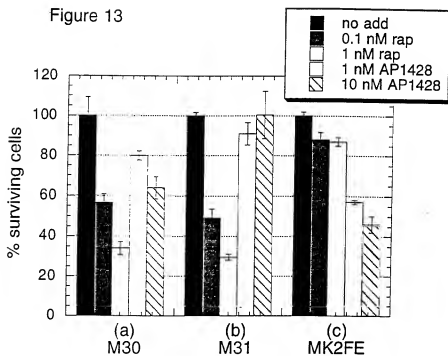 Figure 13
no add
0.1 nM rap
1 nM rap
1 nM AP1428
10 nM AP1428
% surviving cells
120
100
80
60
40
20
0
(a) (b) (c)
M30 M31 MK2FE